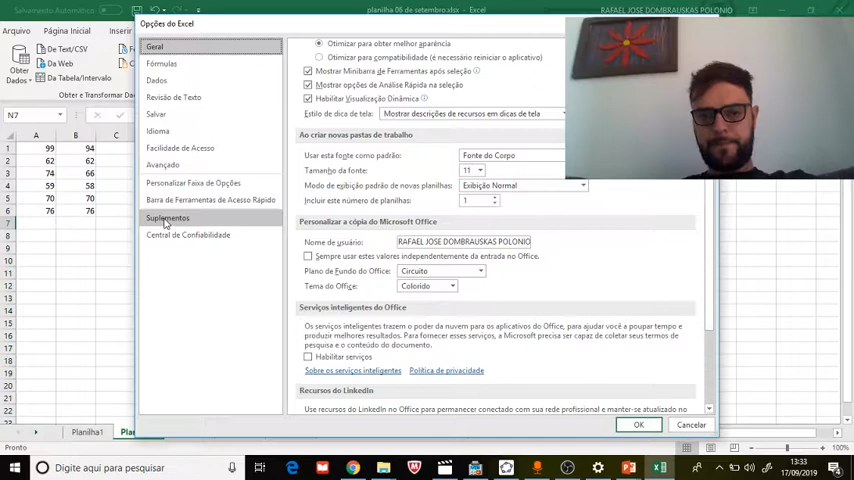 Salvamento Automático
planilha 06 de setembro.xlsx - Excel
RAFAEL JOSE DOMBRAUSKAS POLONIO
Arquivo
Página Inicial
Inserir
De Text/CSV
Da Web
Da Tabela/Intervalo
Obter
Dados
Obter e Transformar D
N7
A B C
1 99 94
2 62 62
3 74 66
4 59 58
5 70 70
6 76 76
7
8
9
10
11
12
13
14
15
16
17
18
19
20
21
22
23
Opções do Excel
Geral
Fórmulas
Dados
Revisão de Texto
Salvar
Idioma
Facilidade de Acesso
Avançado
Personalizar Faixa de Opções
Barra de Ferramentas de Acesso Rápido
Suplementos
Central de Confiabilidade
Otimizar para obter melhor aparência
Otimizar para compatibilidade (é necessário reiniciar o aplicativo)
Mostrar Minibarra de Ferramentas após seleção
Mostrar opções de Análise Rápida na seleção
Habilitar Visualização Dinâmica
Estilo de dica de tela: Mostrar descrições de recursos em dicas de tela
Ao criar novas pastas de trabalho
Usar esta fonte como padrão: Fonte do Corpo
Tamanho da fonte: 11
Modo de exibição padrão de novas planilhas: Exibição Normal
Incluir este número de planilhas: 1
Personalizar a cópia do Microsoft Office
Nome de usuário: RAFAEL JOSE DOMBRAUSKAS POLONIO
Sempre usar estes valores independentemente da entrada no Office.
Plano de Fundo do Office: Circuito
Tema do Office: Colorido
Serviços inteligentes do Office
Os serviços inteligentes trazem o poder da nuvem para os aplicativos do Office, para ajudar você a poupar tempo e
produzir melhores resultados. Para fornecer esses serviços, a Microsoft precisa ser capaz de coletar seus termos de
pesquisa e o conteúdo do documento.
Habilitar serviços
Sobre os serviços inteligentes Política de privacidade
Recursos do LinkedIn
Use recursos do LinkedIn no Office para permanecer conectado com sua rede profissional e manter-se atualizado no
OK Cancelar
Planilha1
Plan
Pronto
100%
Digite aqui para pesquisar
13:33
17/09/2019